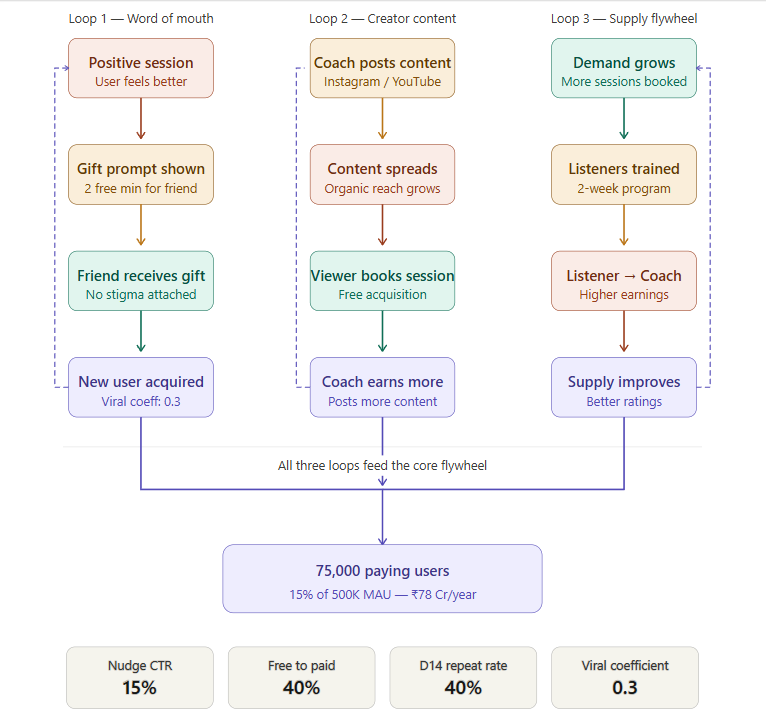 Loop 1 — Word of mouth
Loop 2 — Creator content
Loop 3 — Supply flywheel
Positive session
User feels better
Coach posts content
Instagram / YouTube
Demand grows
More sessions booked
Gift prompt shown
2 free min for friend
Content spreads
Organic reach grows
Listeners trained
2-week program
Friend receives gift
No stigma attached
Viewer books session
Free acquisition
Listener → Coach
Higher earnings
New user acquired
Viral coeff: 0.3
Coach earns more
Posts more content
Supply improves
Better ratings
All three loops feed the core flywheel
75,000 paying users
15% of 500K MAU — ₹78 Cr/year
Nudge CTR
15%
Free to paid
40%
D14 repeat rate
40%
Viral coefficient
0.3